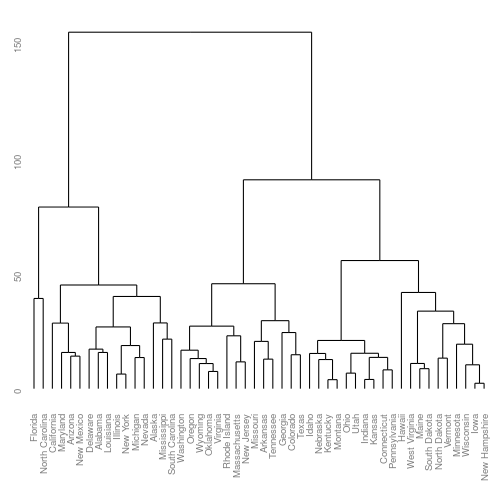 150
100
50
0
Florida
North Carolina
California
Maryland
Arizona
New Mexico
Delaware
Alabama
Louisiana
Illinois
New York
Michigan
Nevada
Alaska
Mississippi
South Carolina
Washington
Oregon
Wyoming
Oklahoma
Virginia
Rhode Island
Massachusetts
New Jersey
Missouri
Arkansas
Tennessee
Georgia
Colorado
Texas
Idaho
Nebraska
Kentucky
Montana
Ohio
Utah
Indiana
Kansas
Connecticut
Pennsylvania
Hawaii
West Virginia
Maine
South Dakota
North Dakota
Vermont
Minnesota
Wisconsin
Iowa
New Hampshire